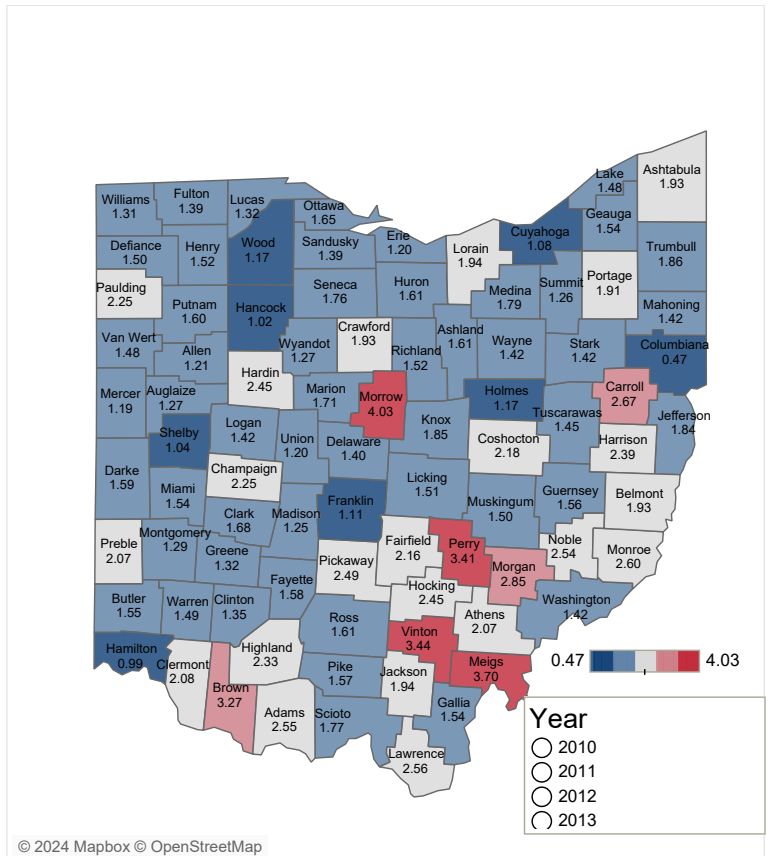 Lake
1.48
Ashtabula
1.93
Williams
1.31
Fulton
1.39
Lucas
1.32
Ottawa
1.65
Geauga
1.54
Cuyahoga
1.08
Erie
1.20
Wood
1.17
Sandusky
1.39
Lorain
1.94
Defiance
1.50
Henry
1.52
Trumbull
1.86
Portage
1.91
Seneca
1.76
Huron
1.61
Medina
1.79
Summit
1.26
Paulding
2.25
Putnam
1.60
Hancock
1.02
Mahoning
1.42
Crawford
1.93
Ashland
1.61
Van Wert
1.48
Wyandot
1.27
Wayne
1.42
Stark
1.42
Columbiana
0.47
Allen
1.21
Richland
1.52
Hardin
2.45
Mercer
1.19
Auglaize
1.27
Marion
1.71
Morrow
4.03
Holmes
1.17
Carroll
2.67
Tuscarawas
1.45
Jefferson
1.84
Shelby
1.04
Logan
1.42
Union
1.20
Delaware
1.40
Knox
1.85
Coshocton
2.18
Harrison
2.39
Darke
1.59
Champaign
2.25
Licking
1.51
Miami
1.54
Franklin
1.11
Muskingum
1.50
Guernsey
1.56
Belmont
1.93
Clark
1.68
Madison
1.25
Preble
2.07
Montgomery
1.29
Greene
1.32
Fairfield
2.16
Perry
3.41
Noble
2.54
Monroe
2.60
Pickaway
2.49
Morgan
2.85
Fayette
1.58
Hocking
2.45
Butler
1.55
Warren
1.49
Clinton
1.35
Washington
1.42
Athens
2.07
Ross
1.61
Vinton
3.44
Hamilton
0.99
Highland
2.33
Clermont
2.08
Pike
1.57
Jackson
1.94
Meigs
3.70
0.47
4.03
Brown
3.27
Adams
2.55
Scioto
1.77
Gallia
1.54
Lawrence
2.56
Year
2010
2011
2012
2013
© 2024 Mapbox © OpenStreetMap